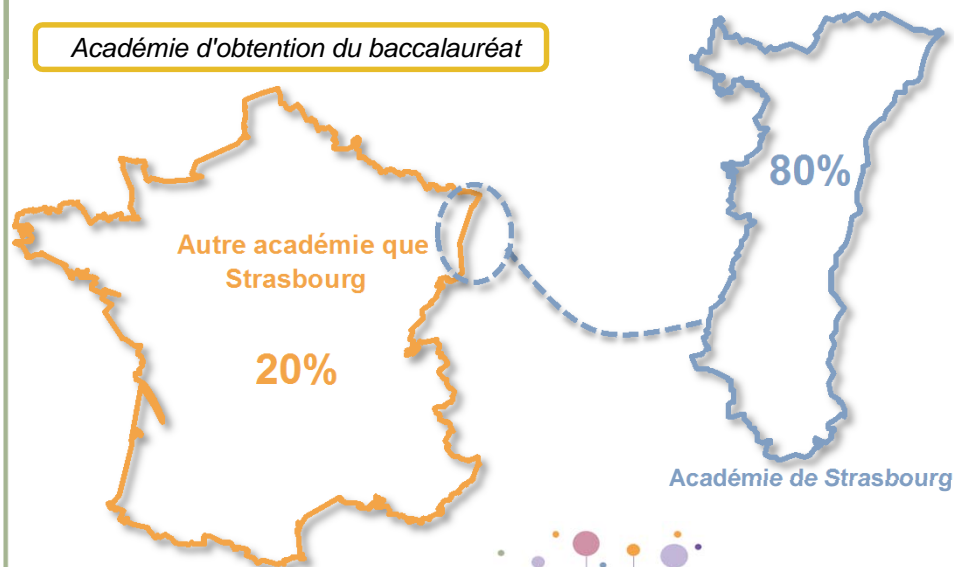 Académie d'obtention du baccalauréat
80%
Autre académie que
Strasbourg
20%
Académie de Strasbourg